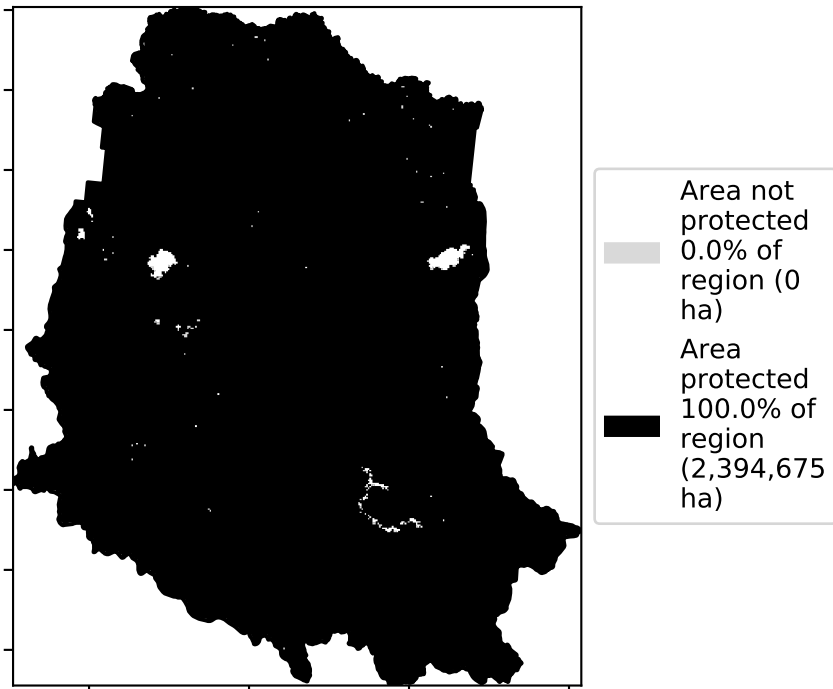 Area not
protected
0.0% of
region (0
ha)
Area
protected
100.0% of
region
(2,394,675
ha)